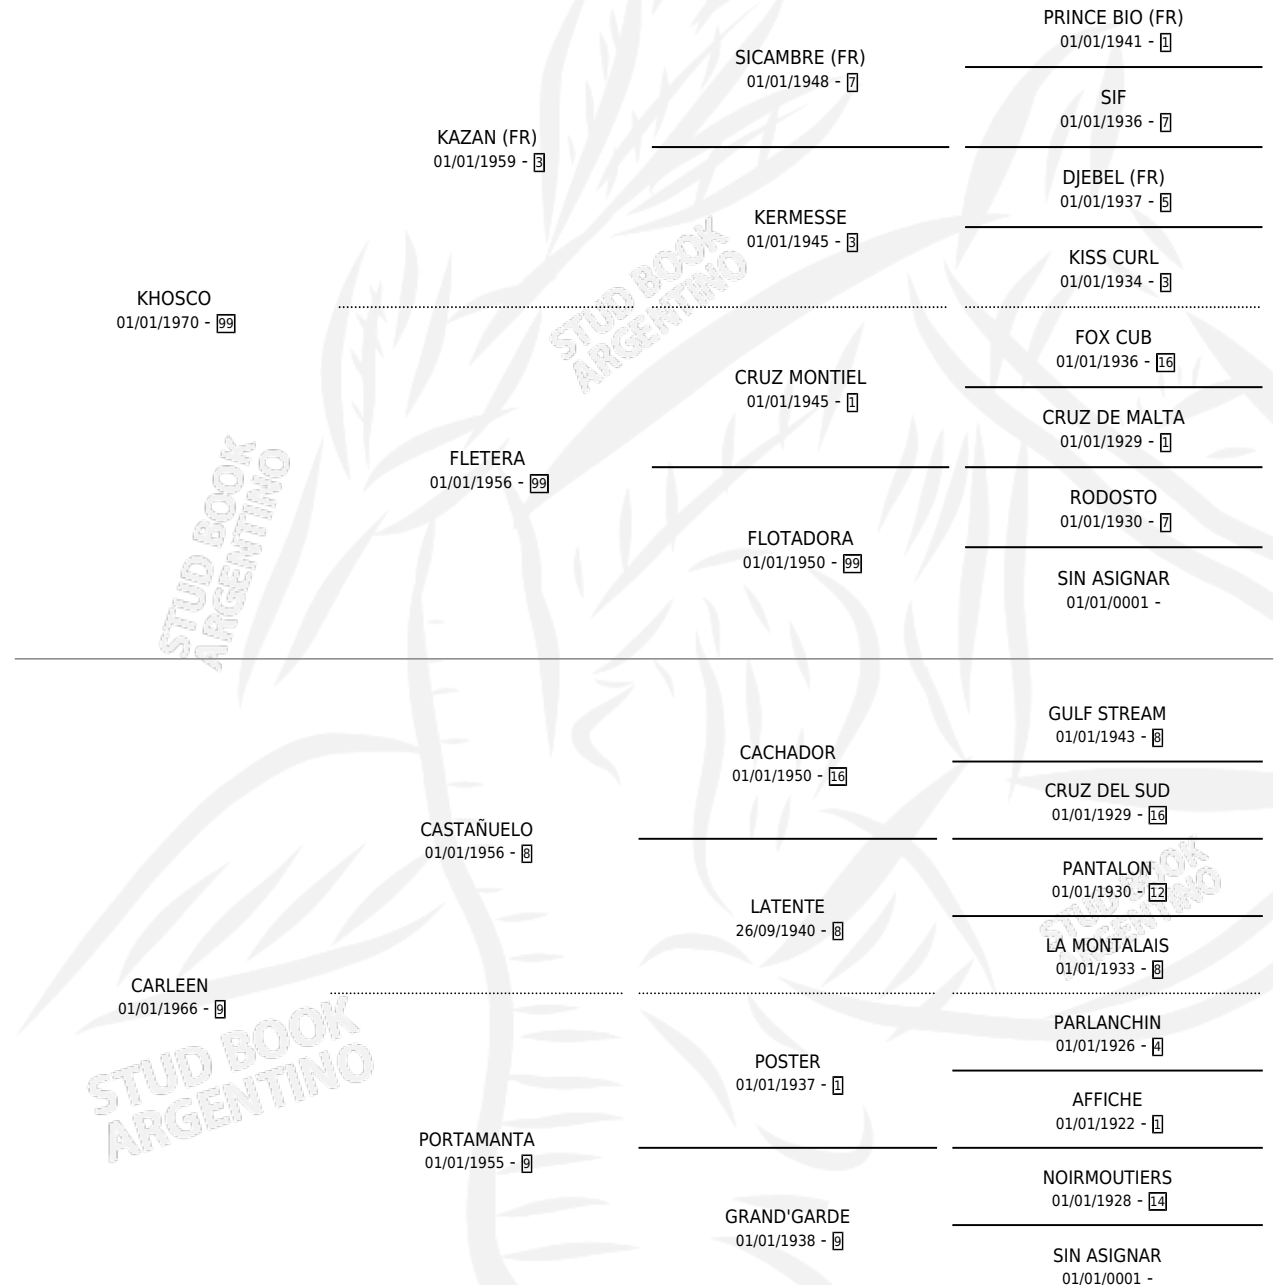 PRINCE BIO (FR)
01/01/1941 - 1
SICAMBRE (FR)
01/01/1948 - 7
SIF
01/01/1936 - 7
KAZAN (FR)
01/01/1959 - 3
DJEBEL (FR)
01/01/1937 - 5
KERMESSE
01/01/1945 - 3
KISS CURL
01/01/1934 - 3
KHOSCO
01/01/1970 - 99
FOX CUB
01/01/1936 - 16
CRUZ MONTIEL
01/01/1945 - 1
CRUZ DE MALTA
01/01/1929 - 1
FLETERA
01/01/1956 - 99
RODOSTO
01/01/1930 - 7
FLOTADORA
01/01/1950 - 99
SIN ASIGNAR
01/01/0001 -
GULF STREAM
01/01/1943 - 8
CACHADOR
01/01/1950 - 16
CRUZ DEL SUD
01/01/1929 - 16
CASTAÑUELO
01/01/1956 - 8
PANTALON
01/01/1930 - 12
LATENTE
26/09/1940 - 8
LA MONTALAIS
01/01/1933 - 8
CARLEEN
01/01/1966 - 9
PARLANCHIN
01/01/1926 - 4
POSTER
01/01/1937 - 1
AFFICHE
01/01/1922 - 1
PORTAMANTA
01/01/1955 - 9
NOIRMOUTIERS
01/01/1928 - 14
GRAND'GARDE
01/01/1938 - 9
SIN ASIGNAR
01/01/0001 -
STUD BOOK
ARGENTINO
STUD BOOK
ARGENTINO
STUD BOOK
ARGENTINO
STUD BOOK
ARGENTINO